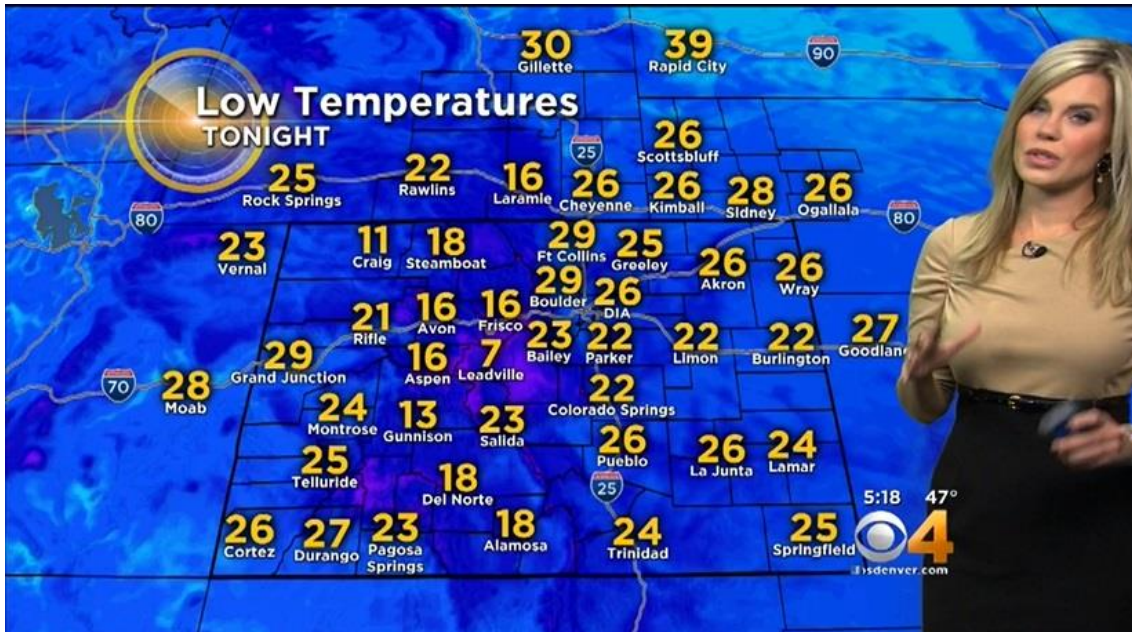 Low Temperatures
TONIGHT
30
Gillette
39
Rapid City
90
25
26
Scottsbluff
25
Rock Springs
22
Rawlins
16
Laramie
26
Cheyenne
26
Kimball
28
Sidney
26
Ogallala
80
80
23
Vernal
11
Craig
18
Steamboat
29
Ft Collins
25
Greeley
26
Akron
26
Wray
29
Boulder
26
DIA
21
Rifle
16
Avon
16
Frisco
23
Bailey
22
Parker
22
Limon
22
Burlington
27
Goodland
29
Grand Junction
16
Aspen
7
Leadville
70
28
Moab
22
Colorado Springs
24
Montrose
13
Gunnison
23
Salida
26
Pueblo
26
La Junta
24
Lamar
25
Telluride
18
Del Norte
25
26
Cortez
27
Durango
23
Pagosa
Springs
18
Alamosa
24
Trinidad
25
Springfield
5:18 47°
4